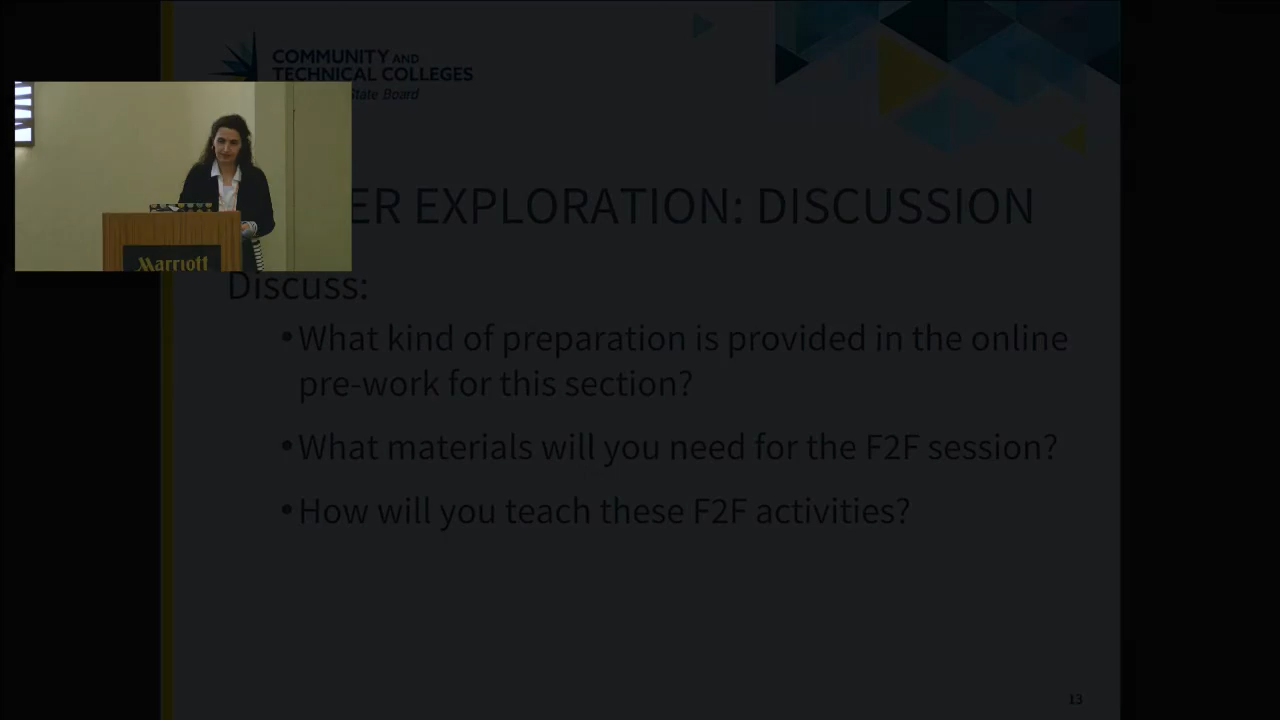 COMMUNITY AND
TECHNICAL COLLEGES
State Board
ER EXPLORATION: DISCUSSION
Marriott
Discuss:
•What kind of preparation is provided in the online
pre-work for this section?
•What materials will you need for the F2F session?
•How will you teach these F2F activities?
13